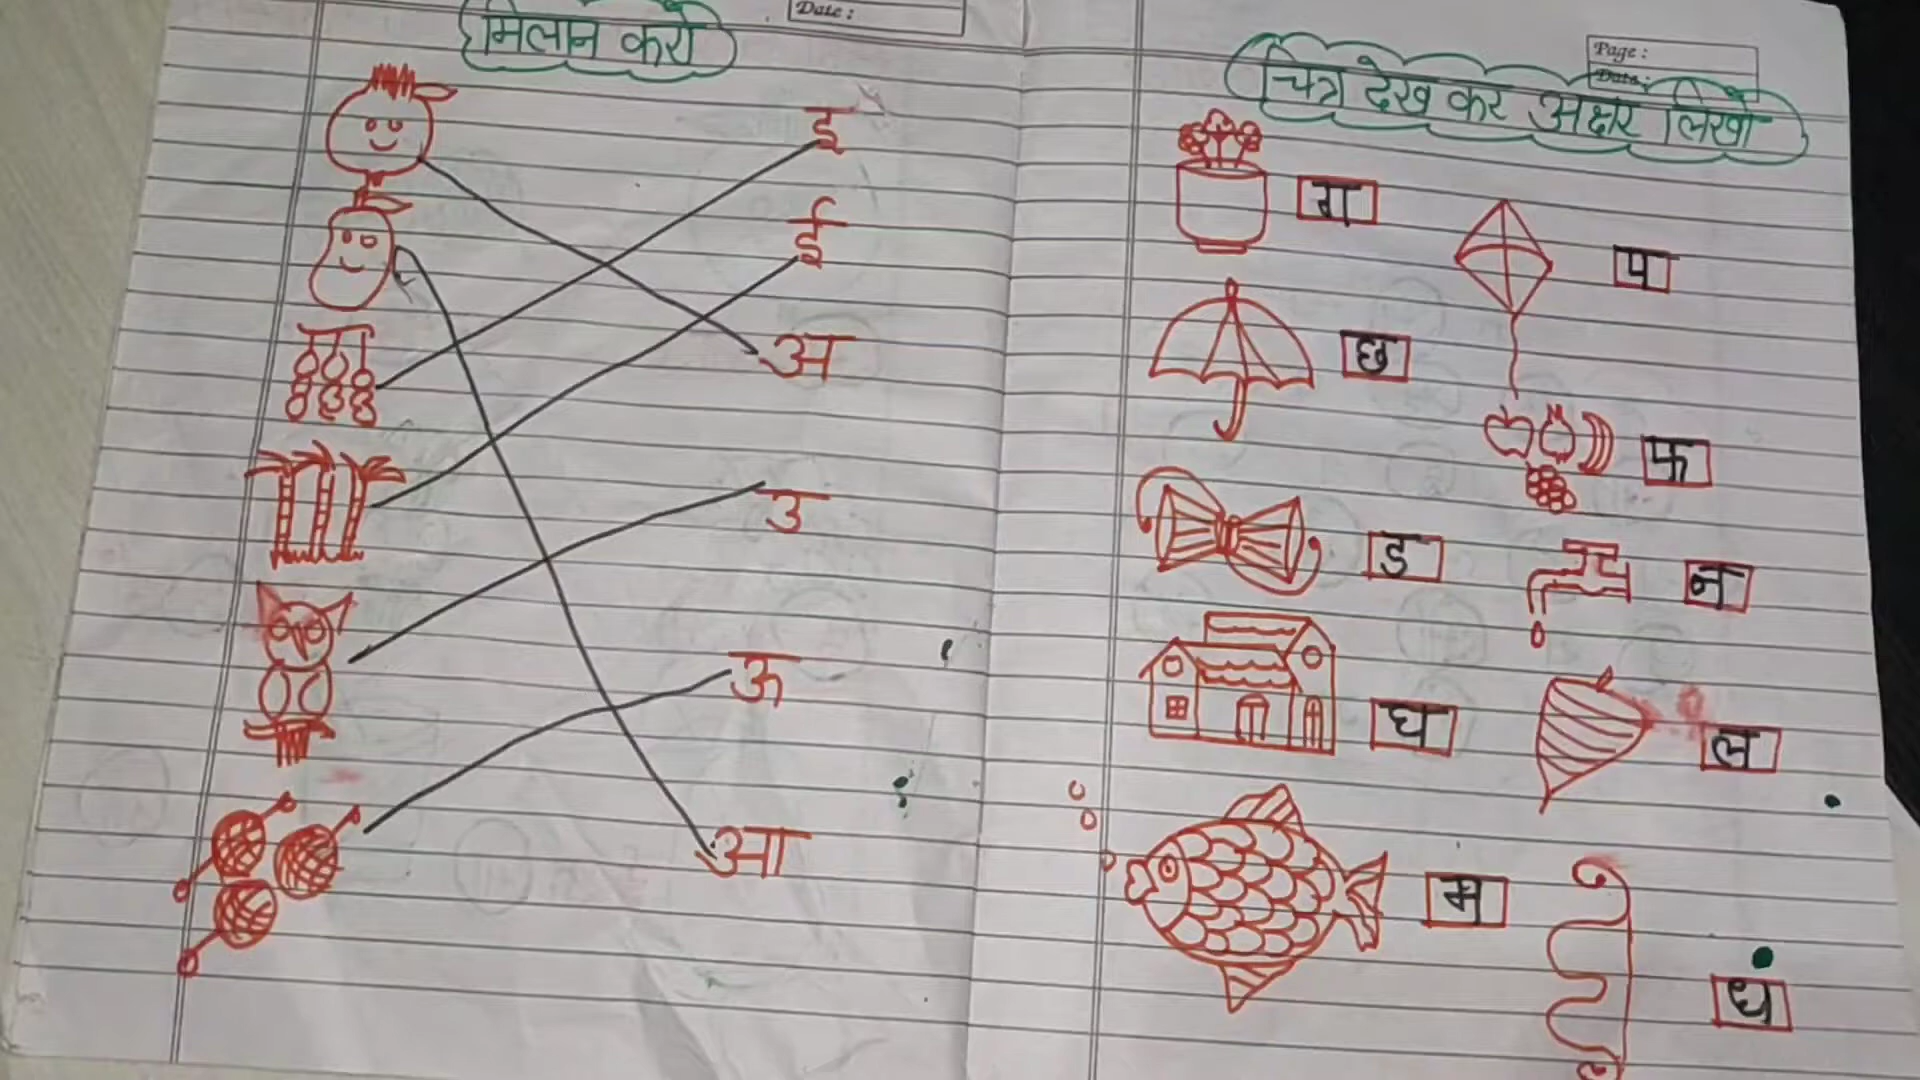 Date :
मिलान करो
इ
ई
अ
उ
ऊ
आ
Page :
Date :
चित्र देख कर अक्षर लिखो
ग
प
छ
फ
ड
न
घ
ल
म
ध